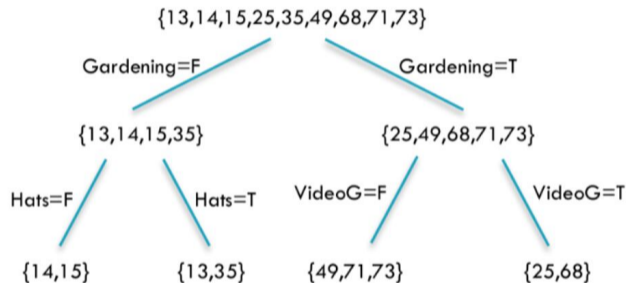 {13,14,15,25,35,49,68,71,73}
Gardening=F
Gardening=T
{13,14,15,35}
{25,49,68,71,73}
Hats=F
Hats=T
VideoG=F
VideoG=T
{14,15}
{13,35}
{49,71,73}
{25,68}